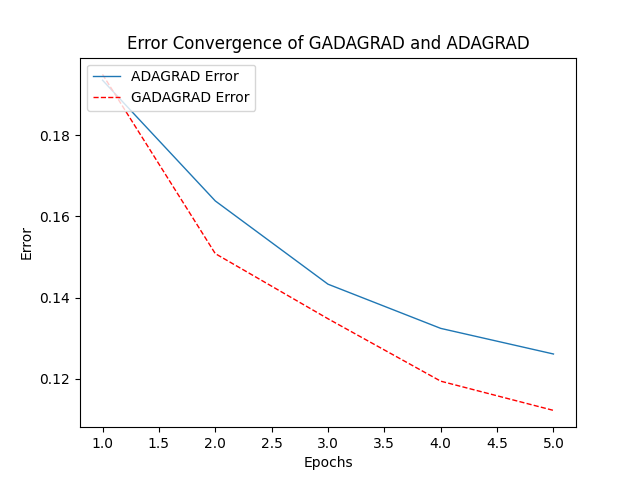 Error Convergence of GADAGRAD and ADAGRAD
ADAGRAD Error
GADAGRAD Error
0.18
0.16
0.14
0.12
Error
1.0 1.5 2.0 2.5 3.0 3.5 4.0 4.5 5.0
Epochs